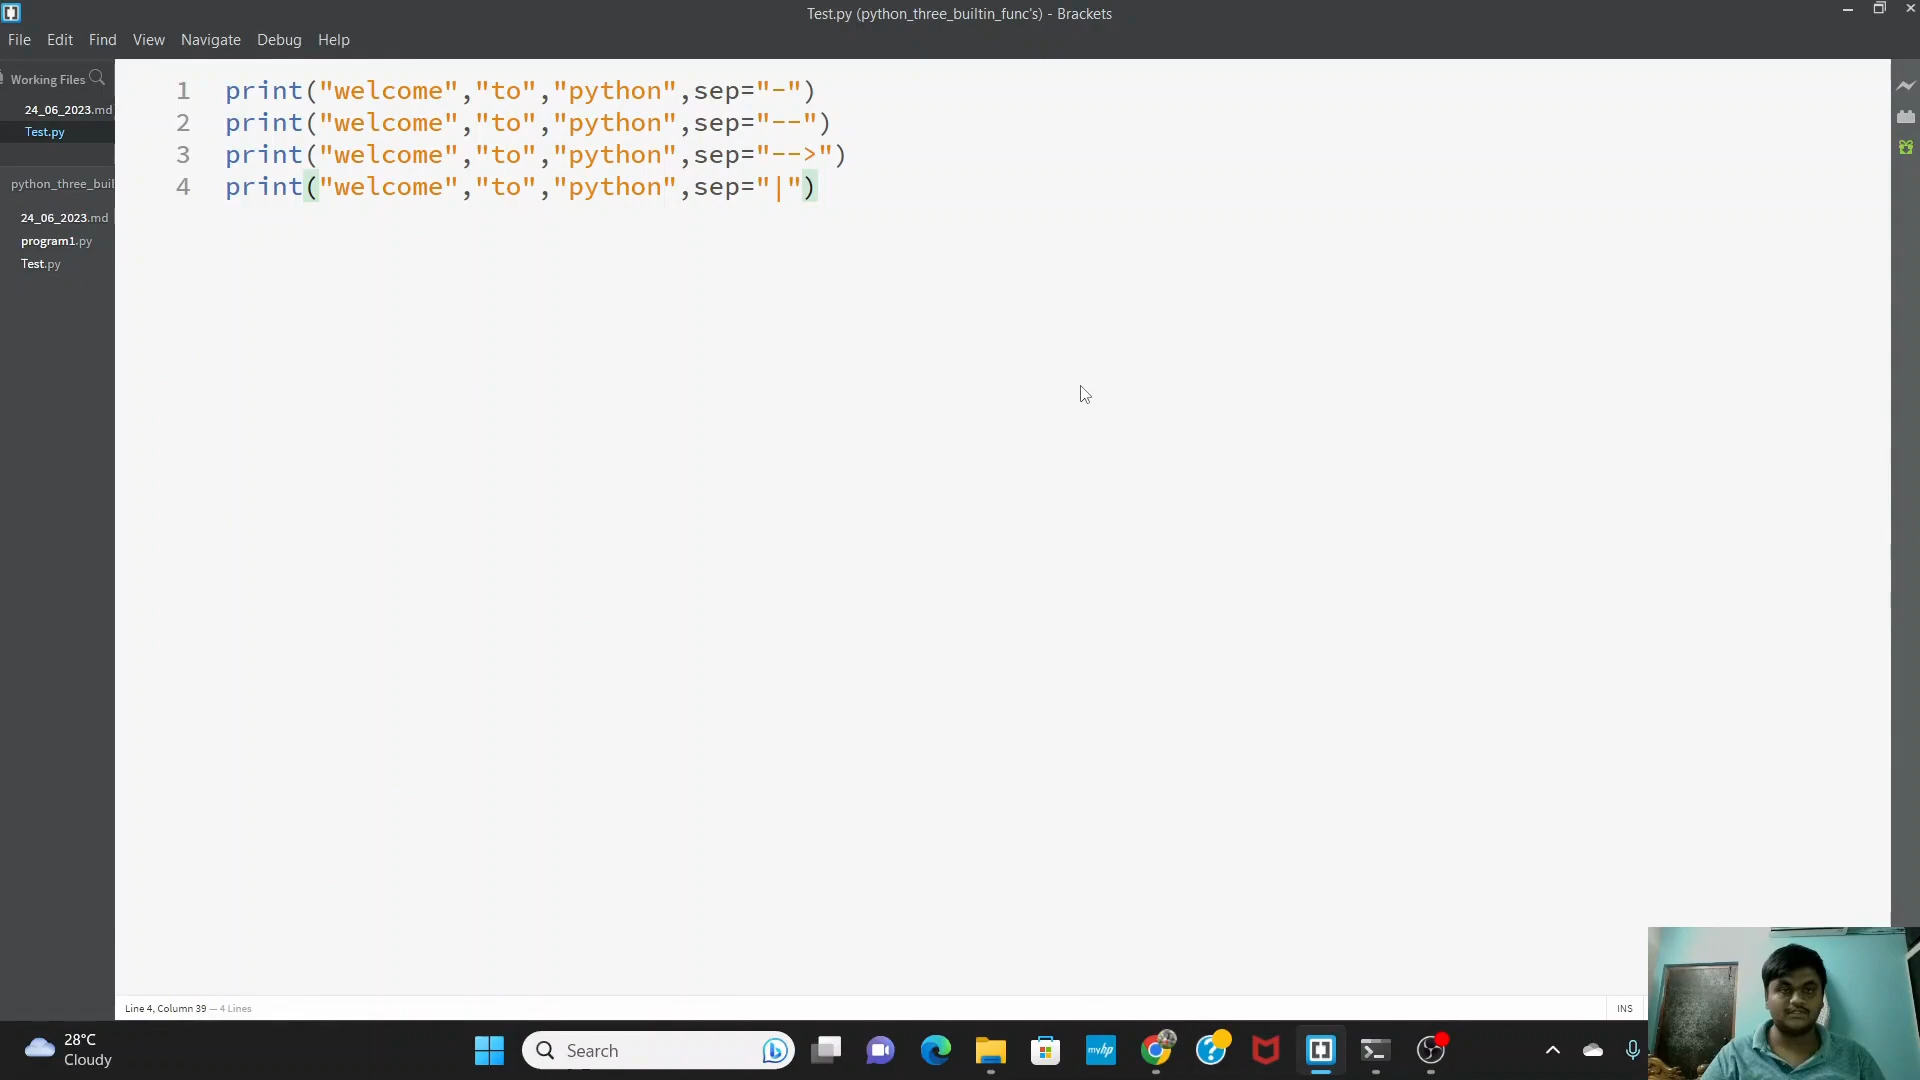 Test.py (python_three_builtin_func's) - Brackets
File Edit Find View Navigate Debug Help
Working Files
24_06_2023.md
Test.py
python_three_buil
24_06_2023.md
program1.py
Test.py
1 print("welcome","to","python",sep="-")
2 print("welcome","to","python",sep="--")
3 print("welcome","to","python",sep="-->")
4 print("welcome","to","python",sep="|")
Line 4, Column 39 — 4 Lines
INS
28°C
Cloudy
Search
myhp